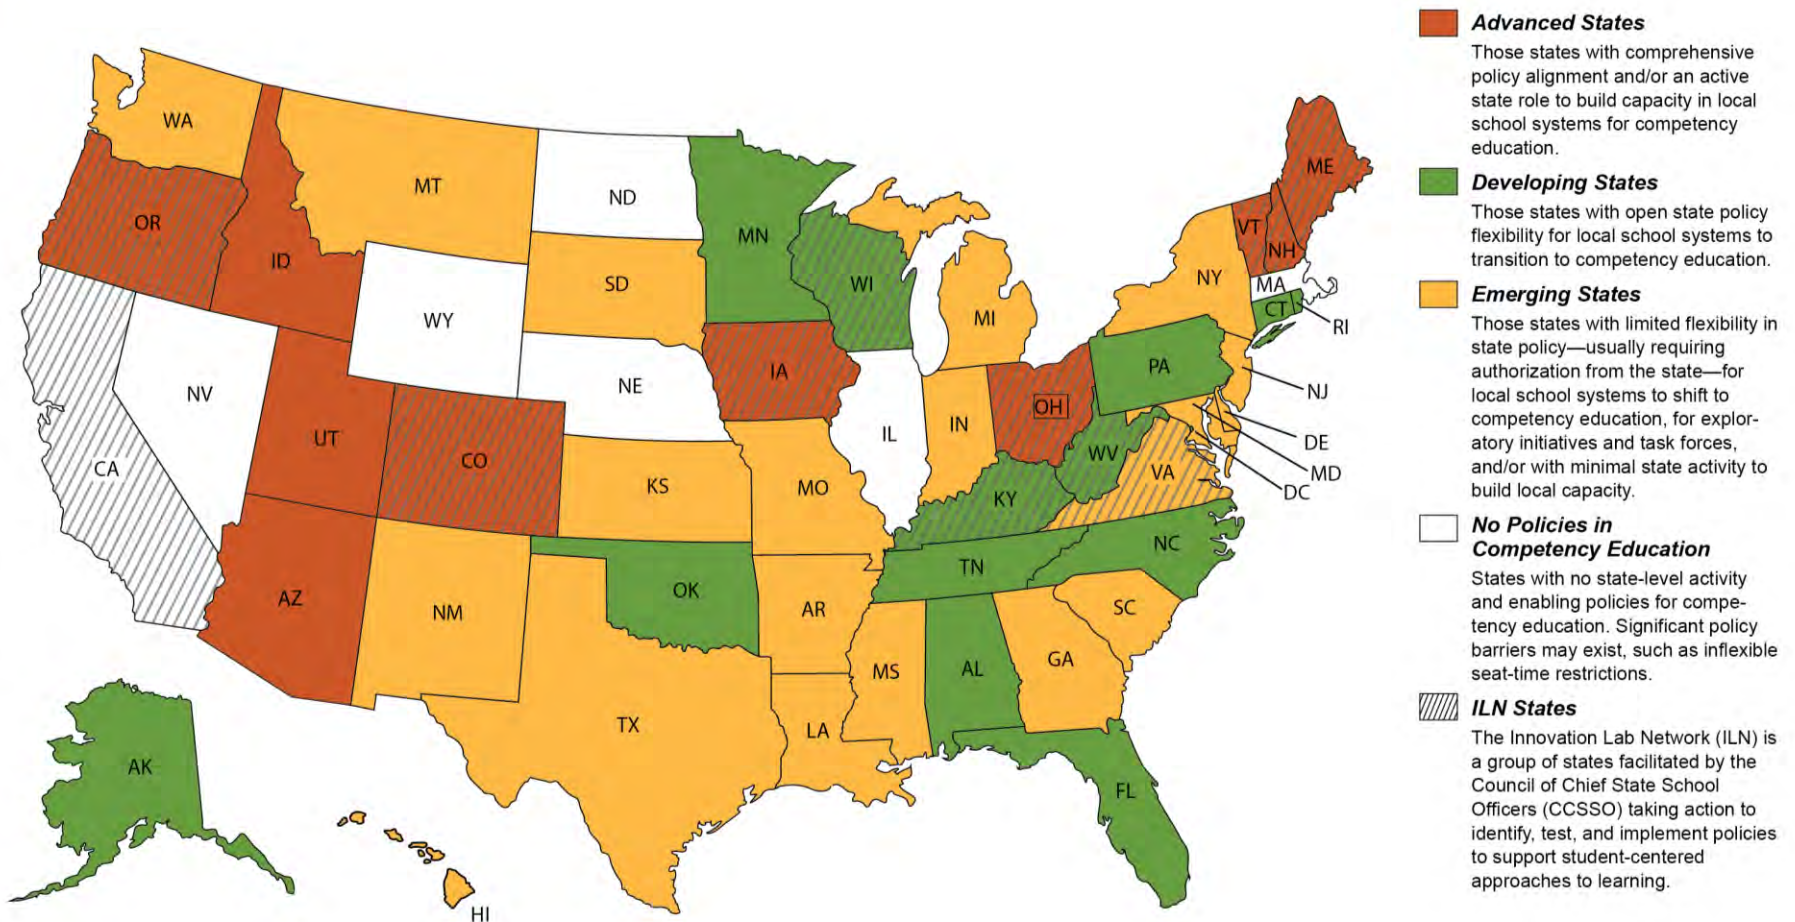 WA
MT
ND
MN
ME
OR
ID
SD
WI
VT
NH
NY
MA
WY
MI
CT
RI
NV
NE
IA
PA
NJ
UT
CO
IL
IN
OH
DE
CA
KS
MO
WV
VA
MD
KY
DC
AZ
NM
OK
AR
TN
NC
SC
MS
AL
GA
TX
LA
AK
FL
HI
Advanced States
Those states with comprehensive
policy alignment and/or an active
state role to build capacity in local
school systems for competency
education.
Developing States
Those states with open state policy
flexibility for local school systems to
transition to competency education.
Emerging States
Those states with limited flexibility in
state policy—usually requiring
authorization from the state—for
local school systems to shift to
competency education, for explor-
atory initiatives and task forces,
and/or with minimal state activity to
build local capacity.
No Policies in
Competency Education
States with no state-level activity
and enabling policies for compe-
tency education. Significant policy
barriers may exist, such as inflexible
seat-time restrictions.
ILN States
The Innovation Lab Network (ILN) is
a group of states facilitated by the
Council of Chief State School
Officers (CCSSO) taking action to
identify, test, and implement policies
to support student-centered
approaches to learning.